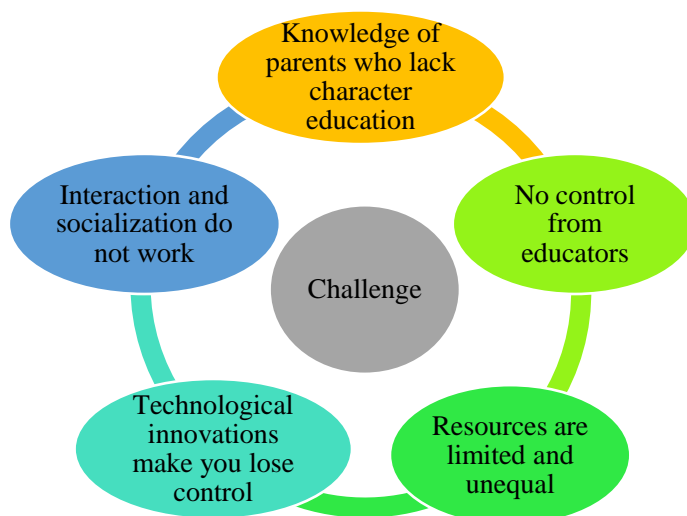 Knowledge of
parents who lack
character
education
No control
from
educators
Resources are
limited and
unequal
Technological
innovations
make you lose
control
Interaction and
socialization do
not work
Challenge